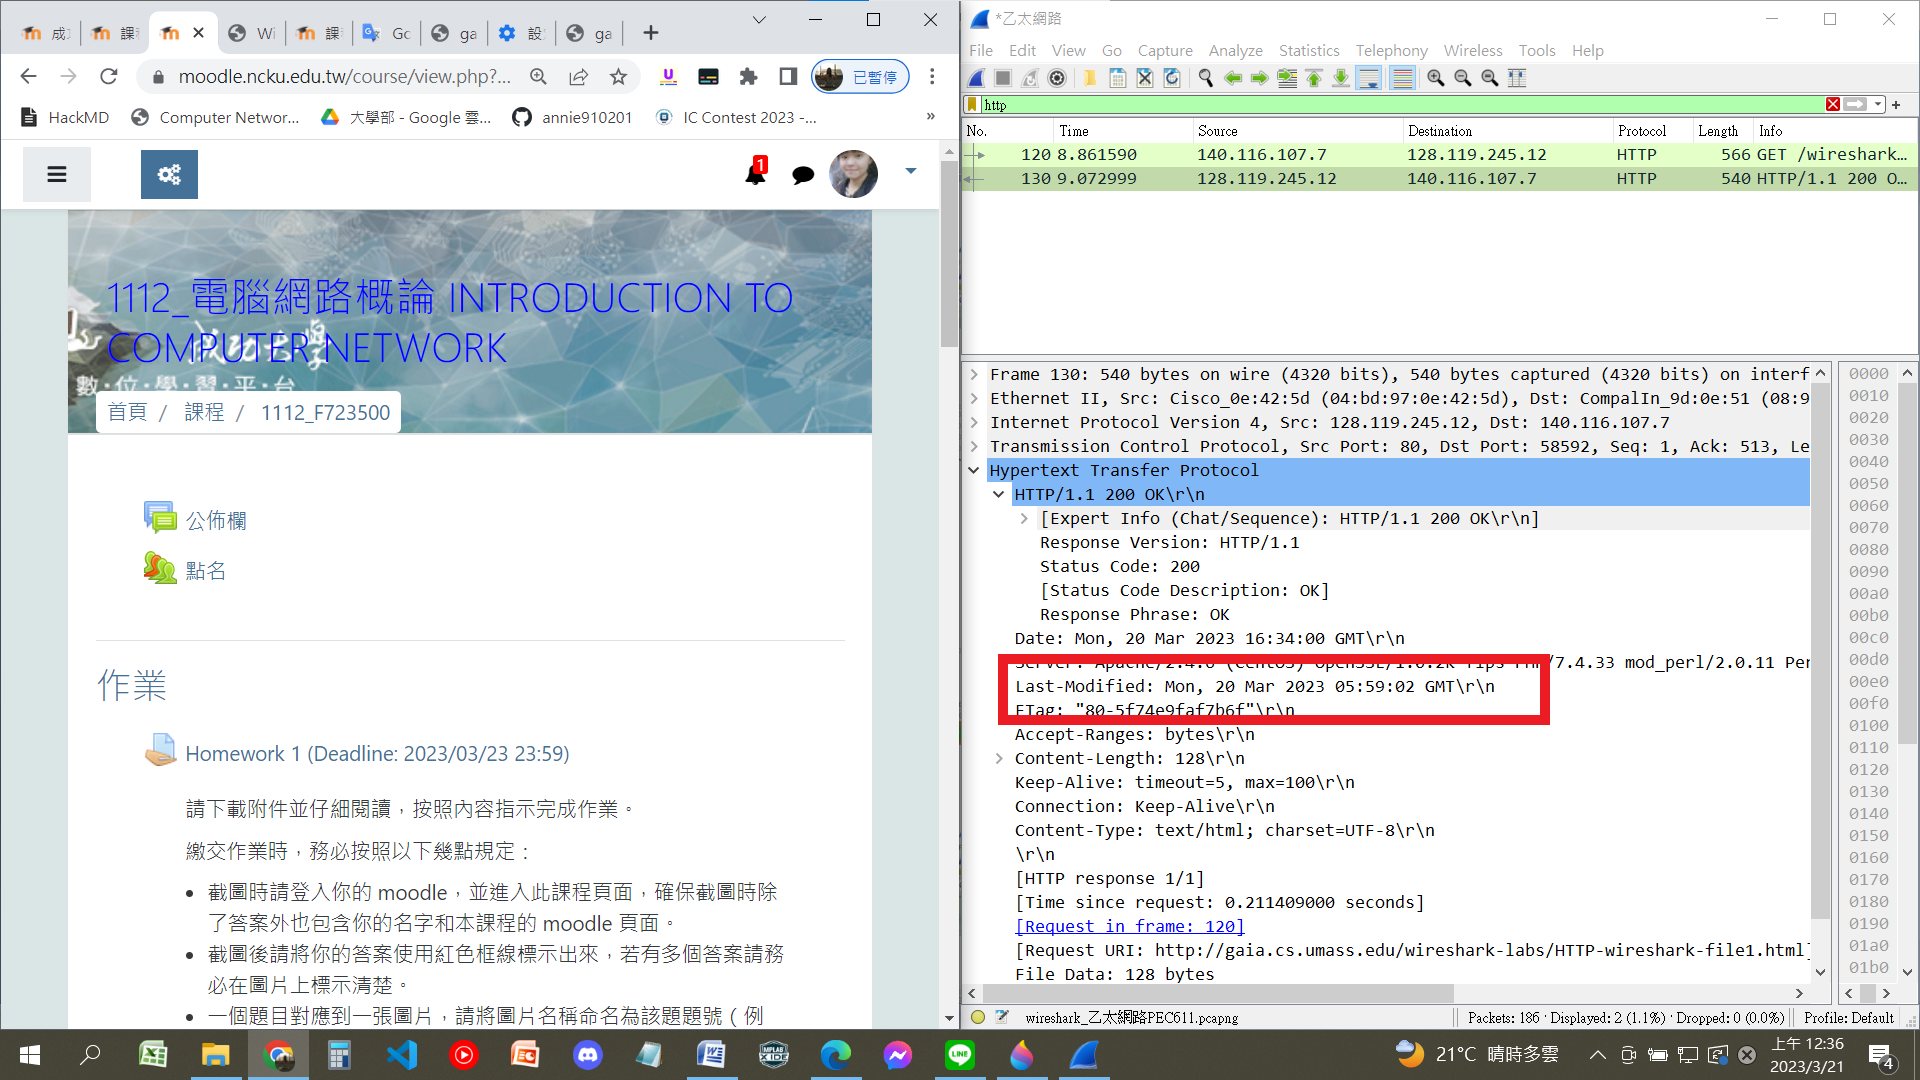 成
課
Wi
課
Gc
ga
設
ga
moodle.ncku.edu.tw/course/view.php?...
已暫停
HackMD
Computer Networ...
大學部 - Google 雲...
annie910201
IC Contest 2023 -...
»
1
1112_電腦網路概論 INTRODUCTION TO
COMPUTER NETWORK
數·位·學·習·平·台
首頁 / 課程 / 1112_F723500
公佈欄
點名
作業
Homework 1 (Deadline: 2023/03/23 23:59)
請下載附件並仔細閱讀，按照內容指示完成作業。
繳交作業時，務必按照以下幾點規定：
• 截圖時請登入你的 moodle，並進入此課程頁面，確保截圖時除
了答案外也包含你的名字和本課程的 moodle 頁面。
• 截圖後請將你的答案使用紅色框線標示出來，若有多個答案請務
必在圖片上標示清楚。
• 一個題目對應到一張圖片，請將圖片名稱命名為該題題號（例
*乙太網路
File Edit View Go Capture Analyze Statistics Telephony Wireless Tools Help
http
No. Time Source Destination Protocol Length Info
120 8.861590 140.116.107.7 128.119.245.12 HTTP 566 GET /wireshark…
130 9.072999 128.119.245.12 140.116.107.7 HTTP 540 HTTP/1.1 200 O…
Frame 130: 540 bytes on wire (4320 bits), 540 bytes captured (4320 bits) on interf
Ethernet II, Src: Cisco_0e:42:5d (04:bd:97:0e:42:5d), Dst: CompalIn_9d:0e:51 (08:9
Internet Protocol Version 4, Src: 128.119.245.12, Dst: 140.116.107.7
Transmission Control Protocol, Src Port: 80, Dst Port: 58592, Seq: 1, Ack: 513, Le
Hypertext Transfer Protocol
HTTP/1.1 200 OK\r\n
[Expert Info (Chat/Sequence): HTTP/1.1 200 OK\r\n]
Response Version: HTTP/1.1
Status Code: 200
[Status Code Description: OK]
Response Phrase: OK
Date: Mon, 20 Mar 2023 16:34:00 GMT\r\n
Server: Apache/2.4.6 (CentOS) OpenSSL/1.0.2k-fips PHP/7.4.33 mod_perl/2.0.11 Per
Last-Modified: Mon, 20 Mar 2023 05:59:02 GMT\r\n
ETag: "80-5f74e9faf7b6f"\r\n
Accept-Ranges: bytes\r\n
Content-Length: 128\r\n
Keep-Alive: timeout=5, max=100\r\n
Connection: Keep-Alive\r\n
Content-Type: text/html; charset=UTF-8\r\n
\r\n
[HTTP response 1/1]
[Time since request: 0.211409000 seconds]
[Request in frame: 120]
[Request URI: http://gaia.cs.umass.edu/wireshark-labs/HTTP-wireshark-file1.html]
File Data: 128 bytes
0000
0010
0020
0030
0040
0050
0060
0070
0080
0090
00a0
00b0
00c0
00d0
00e0
00f0
0100
0110
0120
0130
0140
0150
0160
0170
0180
0190
01a0
01b0
wireshark_乙太網路PEC611.pcapng
Packets: 186 · Displayed: 2 (1.1%) · Dropped: 0 (0.0%)
Profile: Default
21°C 晴時多雲
上午 12:36
2023/3/21
4